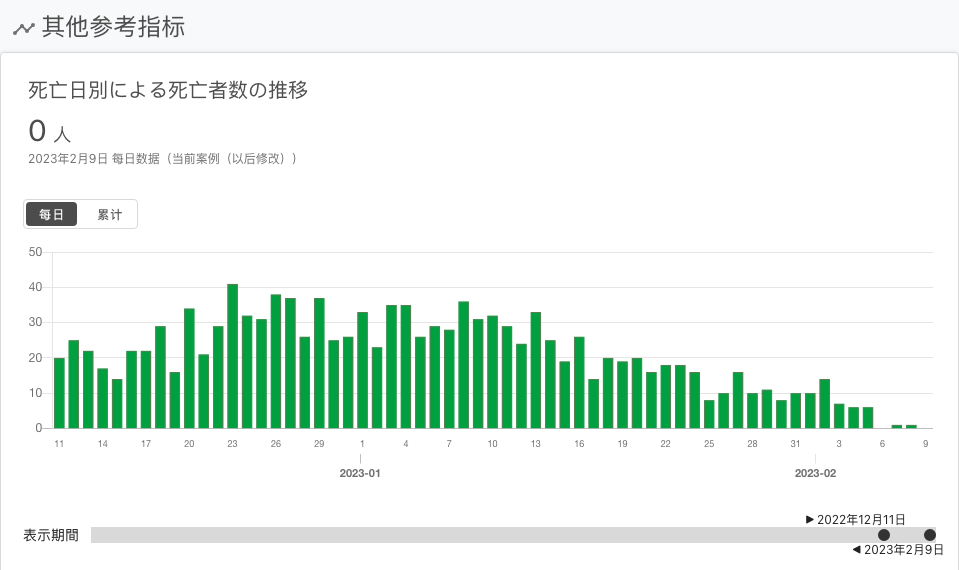 其他参考指标
死亡日別による死亡者数の推移
0 人
2023年2月9日 每日数据（当前案例（以后修改））
每日 累计
50
40
30
20
10
0
11 14 17 20 23 26 29 1 4 7 10 13 16 19 22 25 28 31 3 6 9
2023-01 2023-02
▶ 2022年12月11日
表示期間
◀ 2023年2月9日